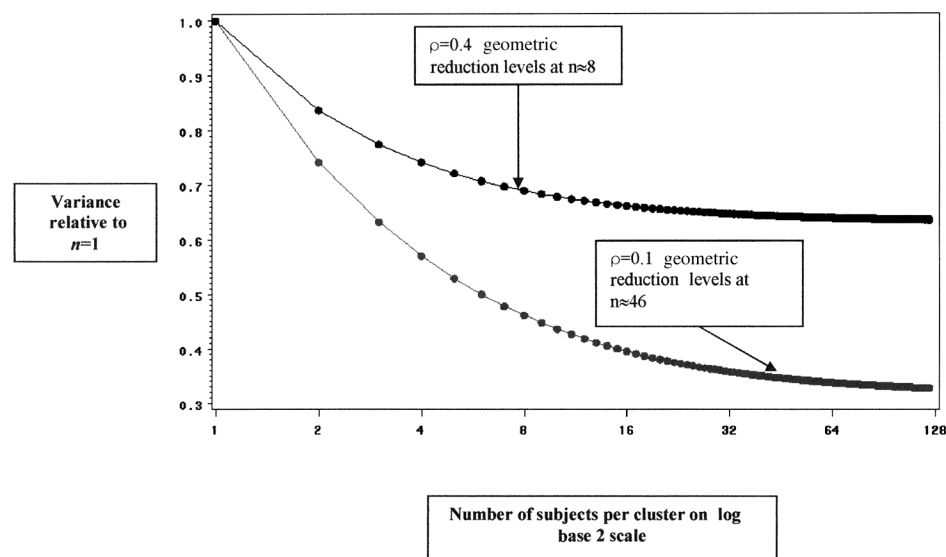 1.0
ρ=0.4 geometric
reduction levels at n≈8
0.9
0.8
0.7
Variance
relative to
n=1
0.6
ρ=0.1 geometric
reduction levels at
n≈46
0.5
0.4
0.3
1 2 4 8 16 32 64 128
Number of subjects per cluster on log
base 2 scale